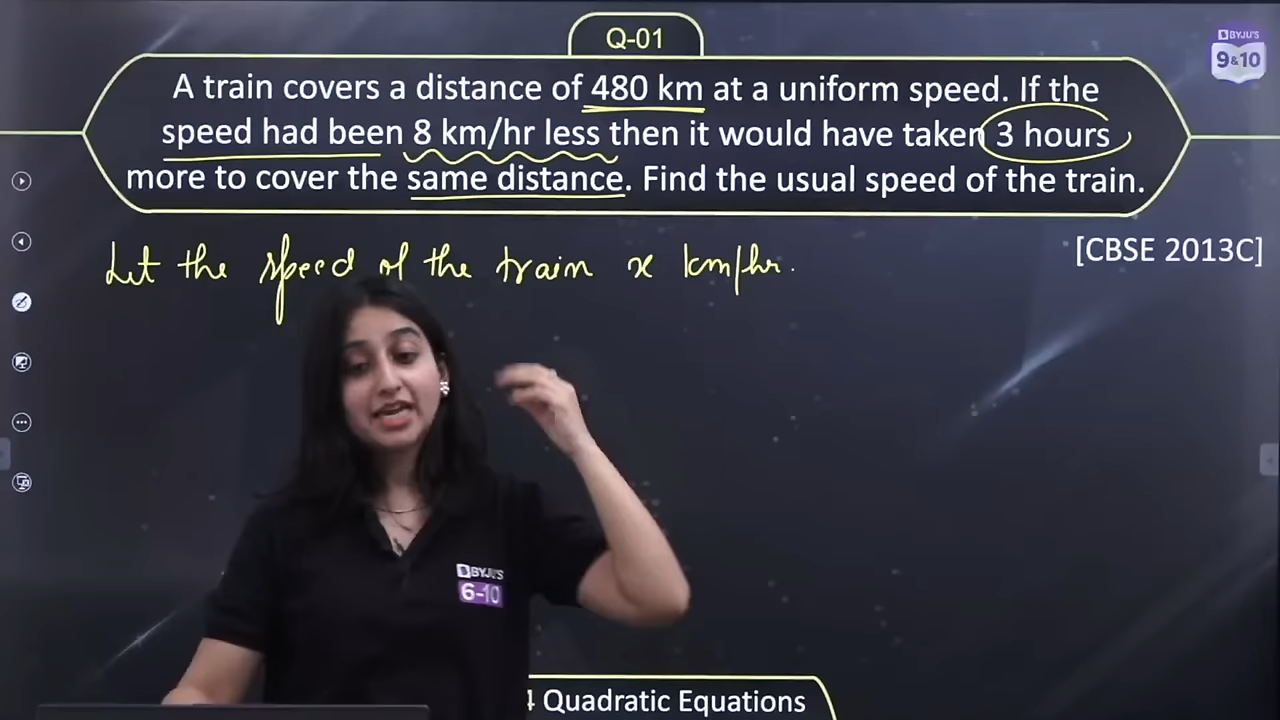 Q-01
BYJU'S
9&10
A train covers a distance of 480 km at a uniform speed. If the
speed had been 8 km/hr less then it would have taken 3 hours
more to cover the same distance. Find the usual speed of the train.
[CBSE 2013C]
Let the speed of the train x km/hr.
BYJU'S
6-10
4 Quadratic Equations